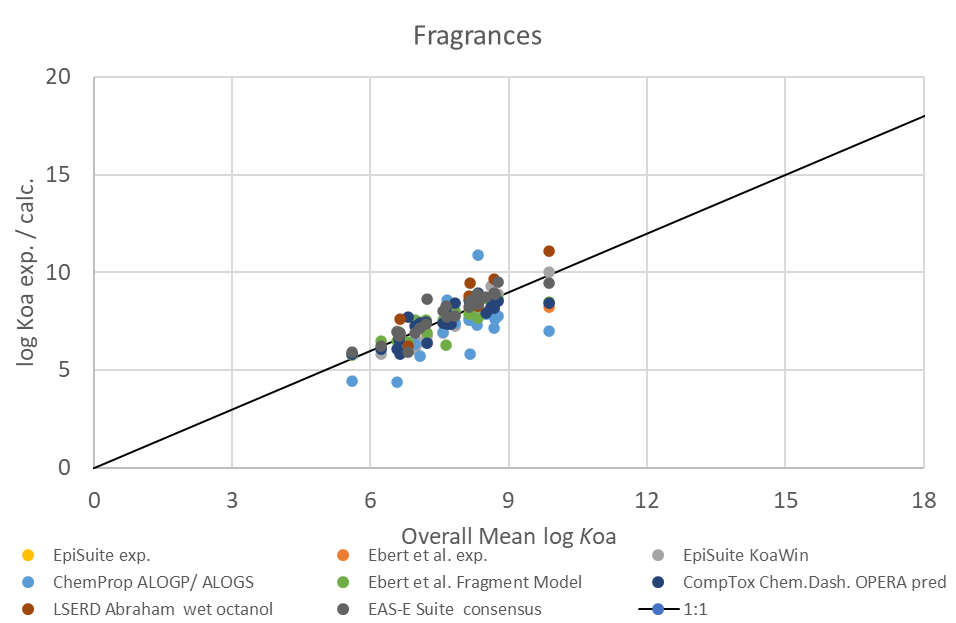 Fragrances
log Koa exp. / calc.
20
15
10
5
0
0 3 6 9 12 15 18
Overall Mean log Koa
EpiSuite exp. Ebert et al. exp. EpiSuite KoaWin
ChemProp ALOGP/ ALOGS Ebert et al. Fragment Model CompTox Chem.Dash. OPERA pred
LSERD Abraham wet octanol EAS-E Suite consensus 1:1